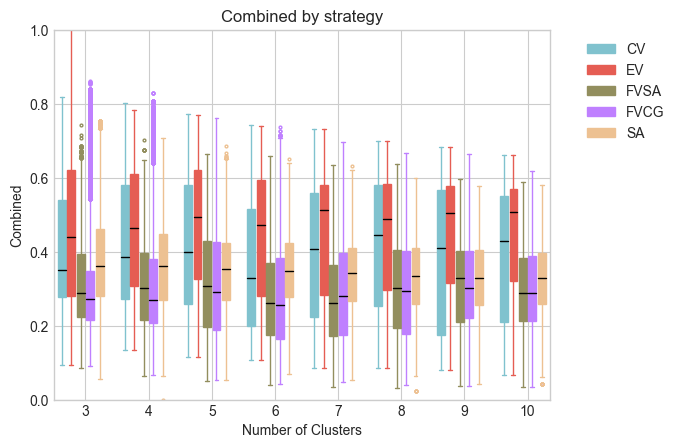 Combined by strategy
1.0
0.8
0.6
0.4
0.2
0.0
Combined
3 4 5 6 7 8 9 10
Number of Clusters
CV
EV
FVSA
FVCG
SA